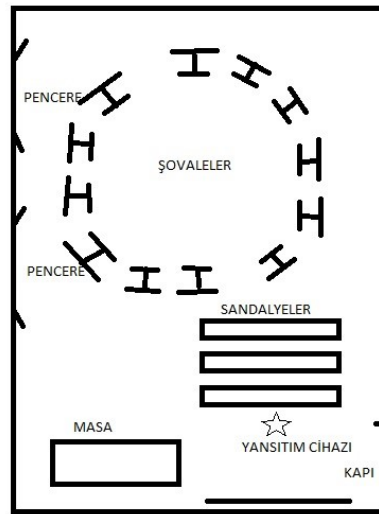 PENCERE
ŞOVALELER
PENCERE
SANDALYELER
MASA
YANSITIM CİHAZI
KAPI